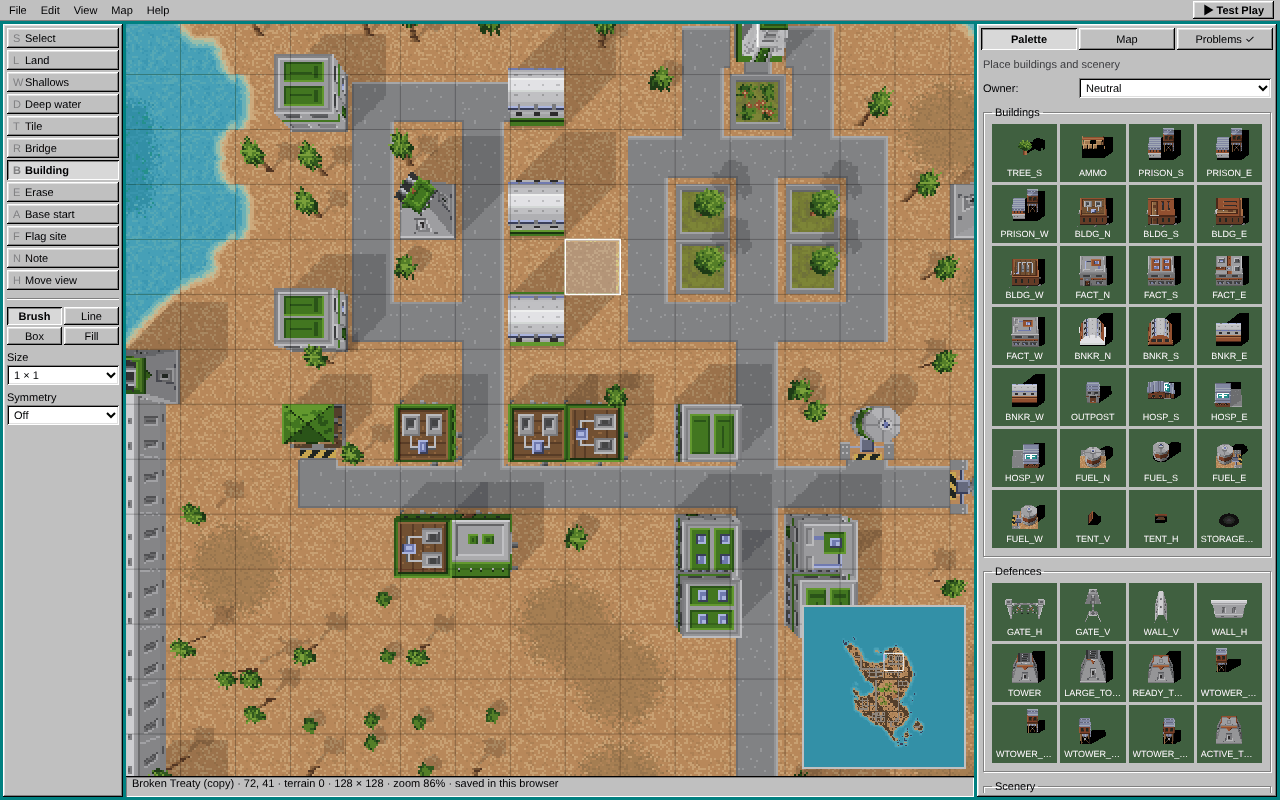 File Edit View Map Help
▶ Test Play
S Select
L Land
W Shallows
D Deep water
T Tile
R Bridge
B Building
E Erase
A Base start
F Flag site
N Note
H Move view
Brush Line
Box Fill
Size
1 × 1
Symmetry
Off
Palette Map Problems ✓
Place buildings and scenery
Owner: Neutral
Buildings
TREE_S AMMO PRISON_S PRISON_E
PRISON_W BLDG_N BLDG_S BLDG_E
BLDG_W FACT_N FACT_S FACT_E
FACT_W BNKR_N BNKR_S BNKR_E
BNKR_W OUTPOST HOSP_S HOSP_E
HOSP_W FUEL_N FUEL_S FUEL_E
FUEL_W TENT_V TENT_H STORAGE…
Defences
GATE_H GATE_V WALL_V WALL_H
TOWER LARGE_TO… READY_T… WTOWER_…
WTOWER_… WTOWER_… WTOWER_… ACTIVE_T…
Scenery
Broken Treaty (copy) · 72, 41 · terrain 0 · 128 × 128 · zoom 86% · saved in this browser